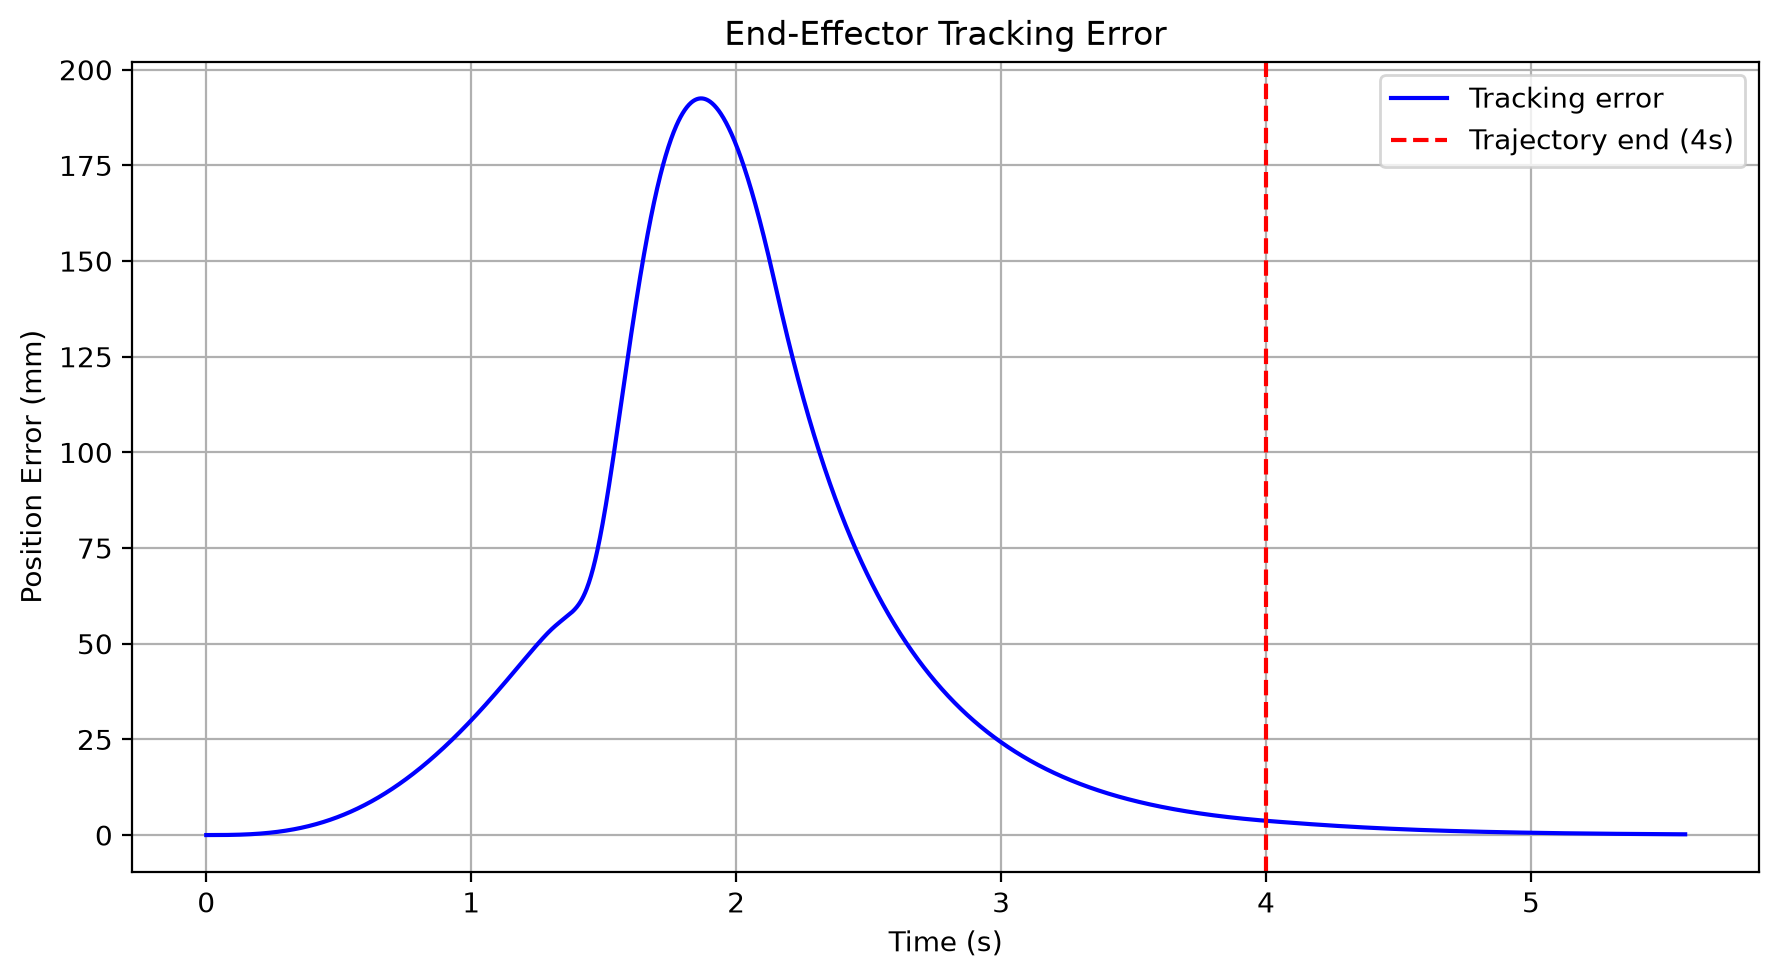 End-Effector Tracking Error
Position Error (mm)
200
175
150
125
100
75
50
25
0
Tracking error
Trajectory end (4s)
0 1 2 3 4 5
Time (s)